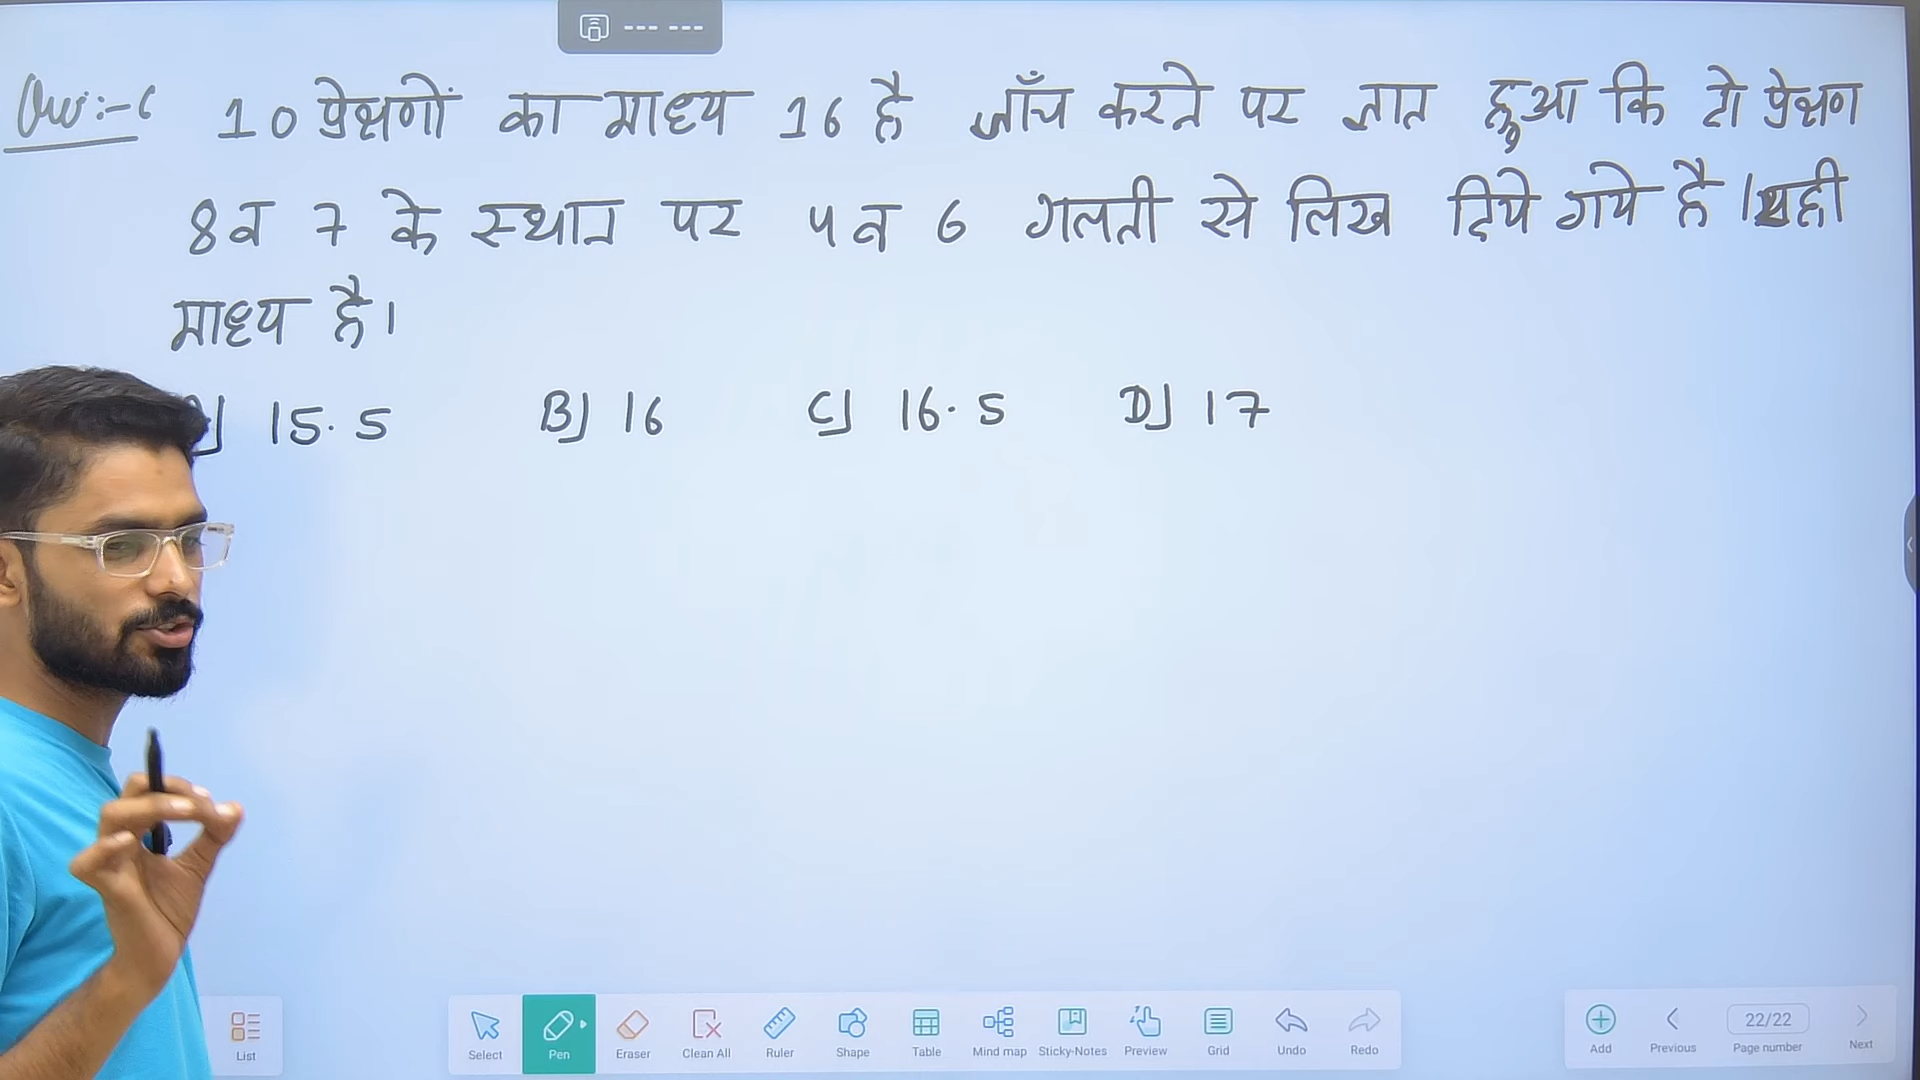 Que:-6 10 प्रेक्षणों का माध्य 16 है जाँच करने पर ज्ञात हुआ कि दो प्रेक्षण
8 व 7 के स्थान पर 4 व 6 गलती से लिख दिये गये है । सही
माध्य है।
15.5 B] 16 C] 16.5 D] 17
List Select Pen Eraser Clean All Ruler Shape Table Mind map Sticky-Notes Preview Grid Undo Redo Add Previous 22/22 Page number Next